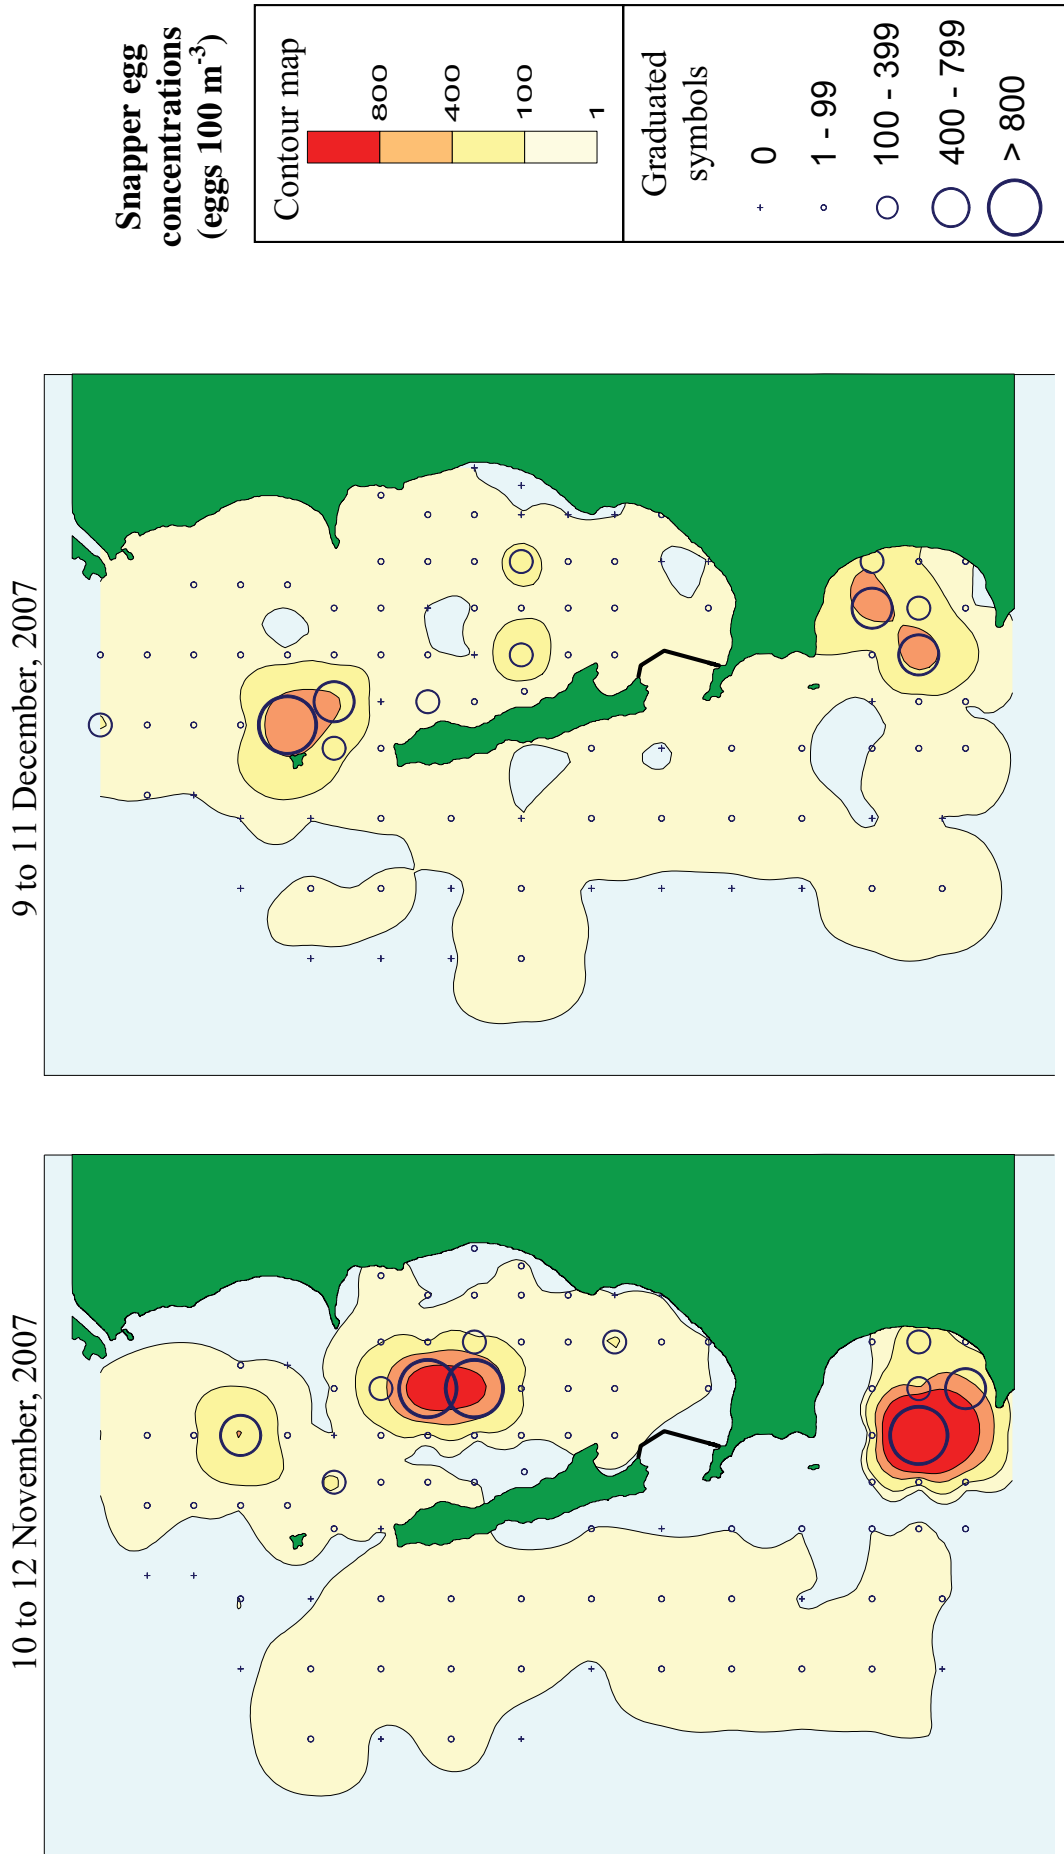 10 to 12 November, 2007
9 to 11 December, 2007
Snapper egg
concentrations
(eggs 100 m⁻³)
Contour map
800
400
100
1
Graduated
symbols
0
1 - 99
100 - 399
400 - 799
> 800